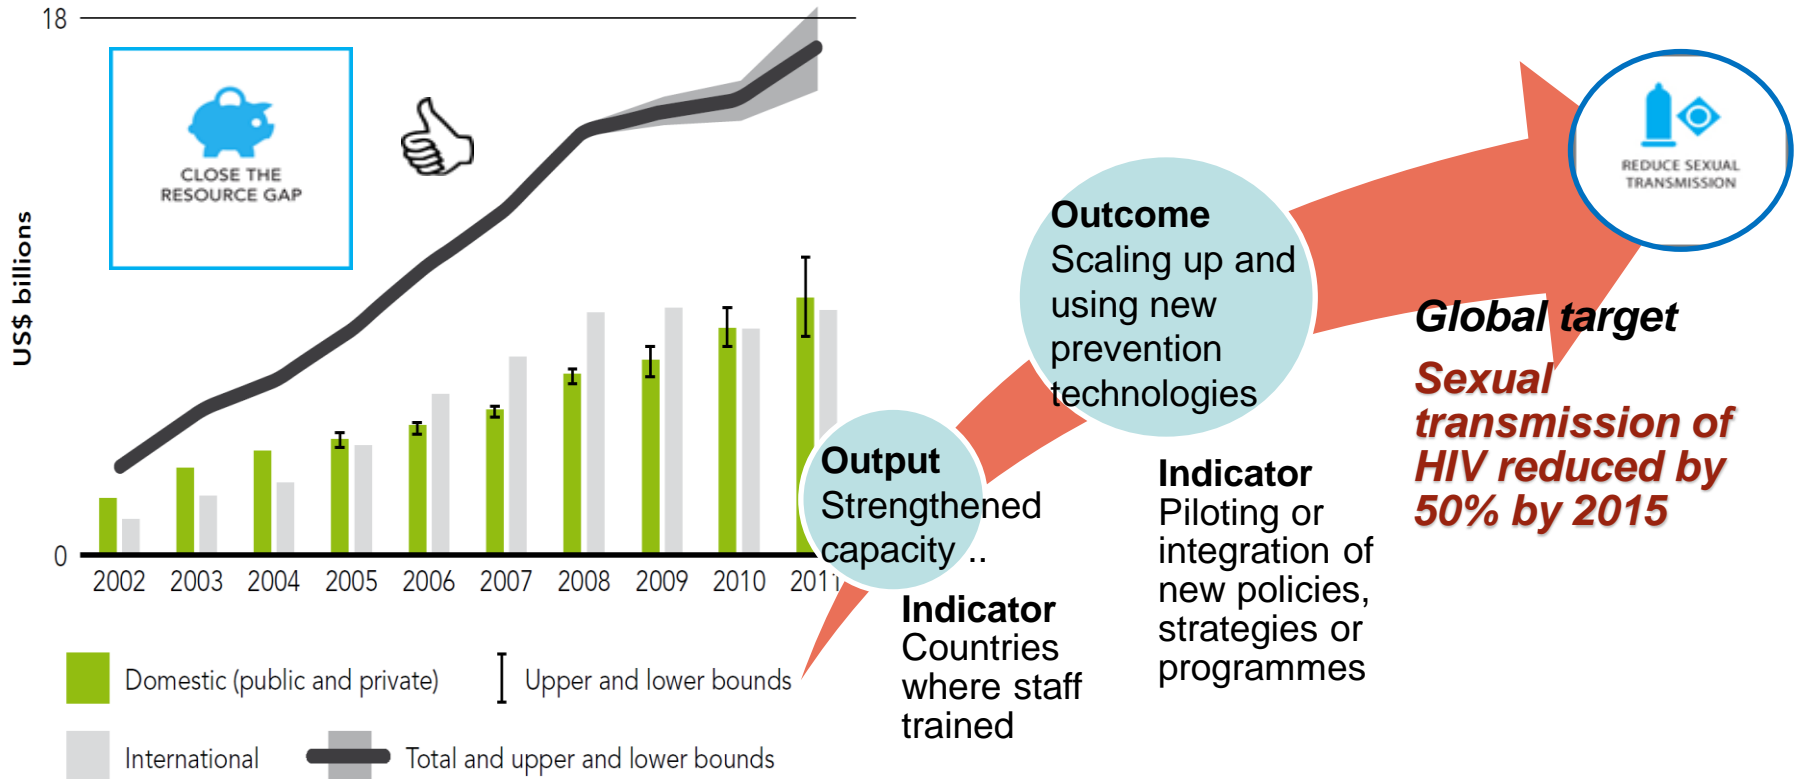 18
CLOSE THE
RESOURCE GAP
US$ billions
0
2002 2003 2004 2005 2006 2007 2008 2009 2010 2011
Domestic (public and private)
Upper and lower bounds
International
Total and upper and lower bounds
Output
Strengthened
capacity ..
Indicator
Countries
where staff
trained
Outcome
Scaling up and
using new
prevention
technologies
Indicator
Piloting or
integration of
new policies,
strategies or
programmes
REDUCE SEXUAL
TRANSMISSION
Global target
Sexual
transmission of
HIV reduced by
50% by 2015